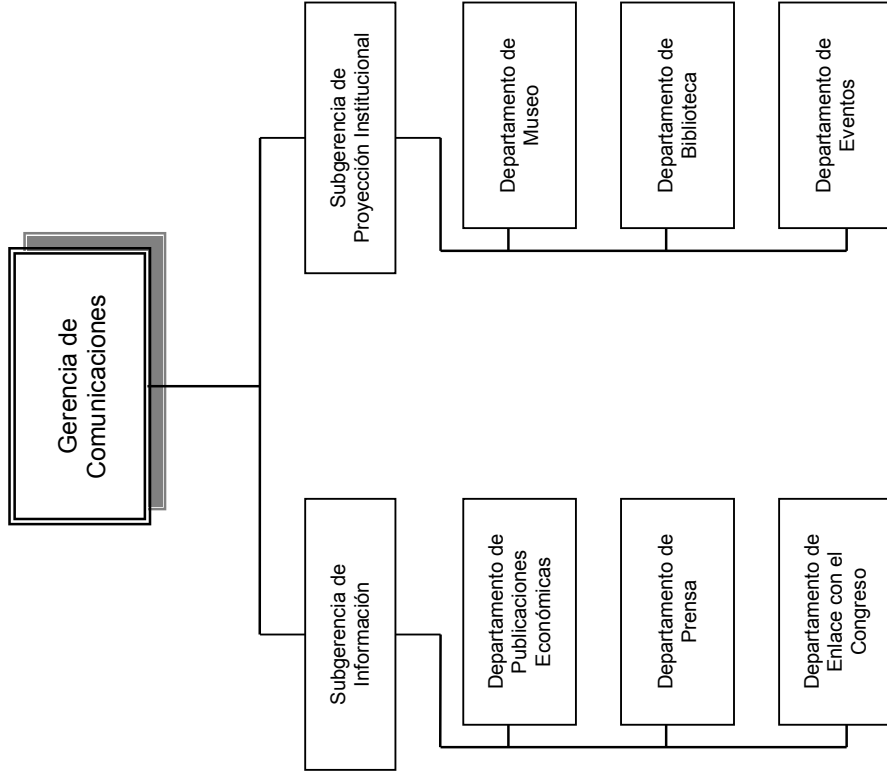 Gerencia de
Comunicaciones
Subgerencia de
Información
Departamento de
Publicaciones
Económicas
Departamento de
Prensa
Departamento de
Enlace con el
Congreso
Subgerencia de
Proyección Institucional
Departamento de
Museo
Departamento de
Biblioteca
Departamento de
Eventos